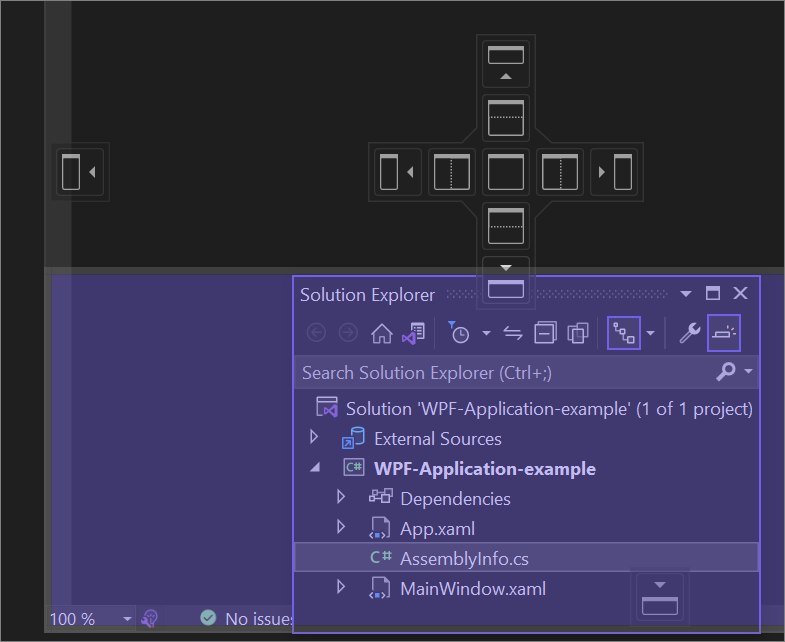 Solution Explorer
Search Solution Explorer (Ctrl+;)
Solution 'WPF-Application-example' (1 of 1 project)
External Sources
C# WPF-Application-example
Dependencies
App.xaml
C# AssemblyInfo.cs
MainWindow.xaml
100 % No issues